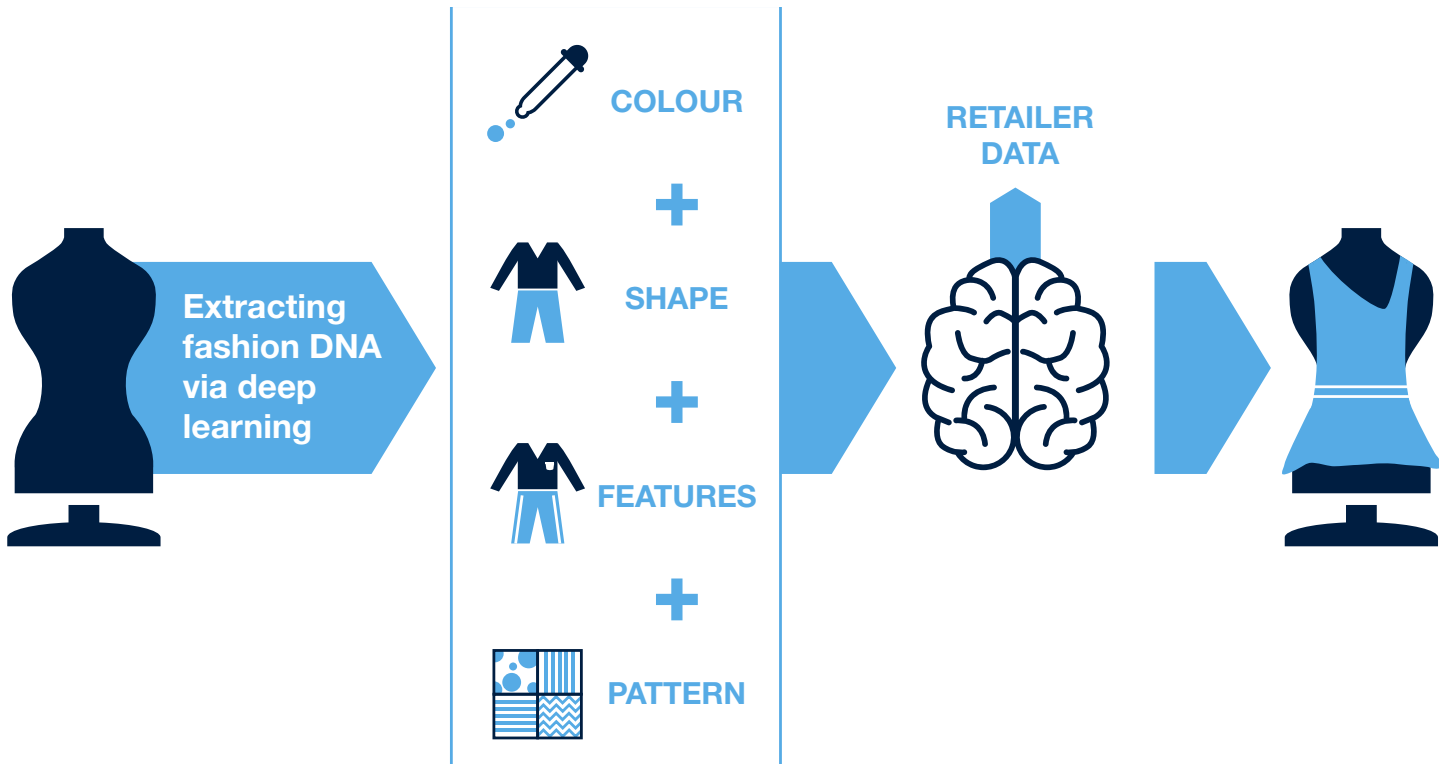 Extracting
fashion DNA
via deep
learning
COLOUR
SHAPE
FEATURES
PATTERN
RETAILER
DATA